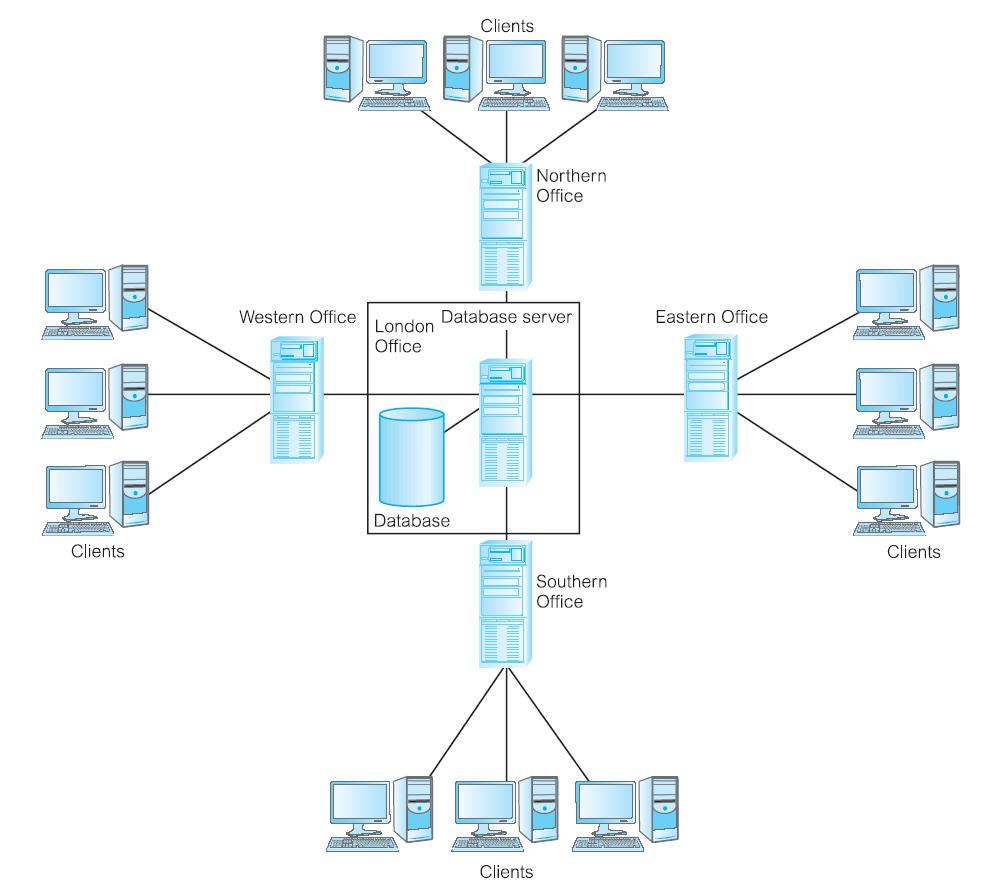 Clients
Northern
Office
Western Office
London
Office
Database server
Eastern Office
Database
Clients
Clients
Southern
Office
Clients